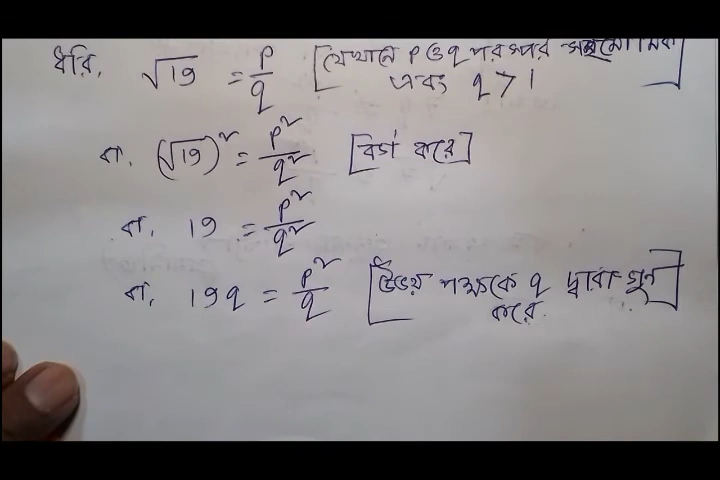 ধরি, √19 = p/q [যেখানে p ও q পরস্পর সহমৌলিক
এবং q > 1]
বা, (√19)² = p²/q² [বর্গ করে]
বা, 19 = p²/q²
বা, 19q = p²/q [উভয় পক্ষকে q দ্বারা গুন
করে]